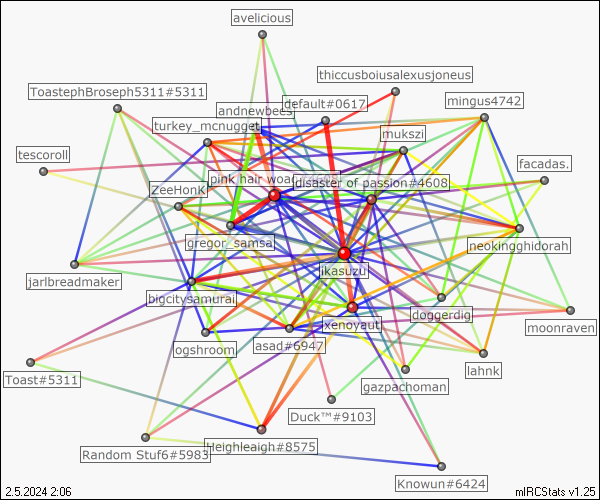 avelicious
thiccusboiusalexusjoneus
ToastephBroseph5311#5311
default#0617
mingus4742
andnewbees
turkey_mcnugget
mukszi
tescoroll
facadas.
pink hair woac
disaster of passion#4608
ZeeHonk
gregor_samsa
neokingghidorah
ikasuzu
jarlbreadmaker
bigcitysamurai
doggerdig
moonraven
xenoyaut
ogshroom
asad#6947
lahnk
Toast#5311
gazpachoman
Duck™#9103
Heighleaigh#8575
Random Stuf6#5983
Knowun#6424
2.5.2024 2:06
mIRCStats v1.25